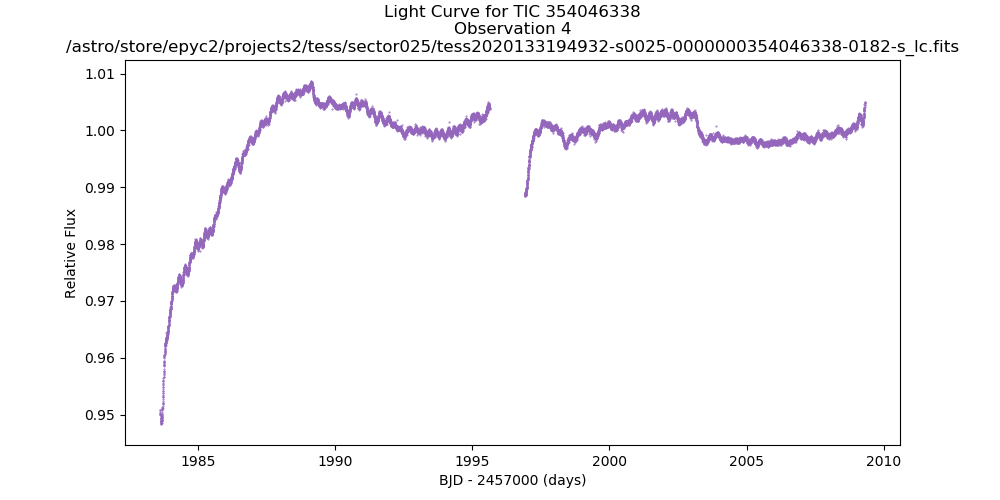 Light Curve for TIC 354046338
Observation 4
/astro/store/epyc2/projects2/tess/sector025/tess2020133194932-s0025-0000000354046338-0182-s_lc.fits
1.01
1.00
0.99
0.98
0.97
0.96
0.95
Relative Flux
1985
1990
1995
2000
2005
2010
BJD - 2457000 (days)